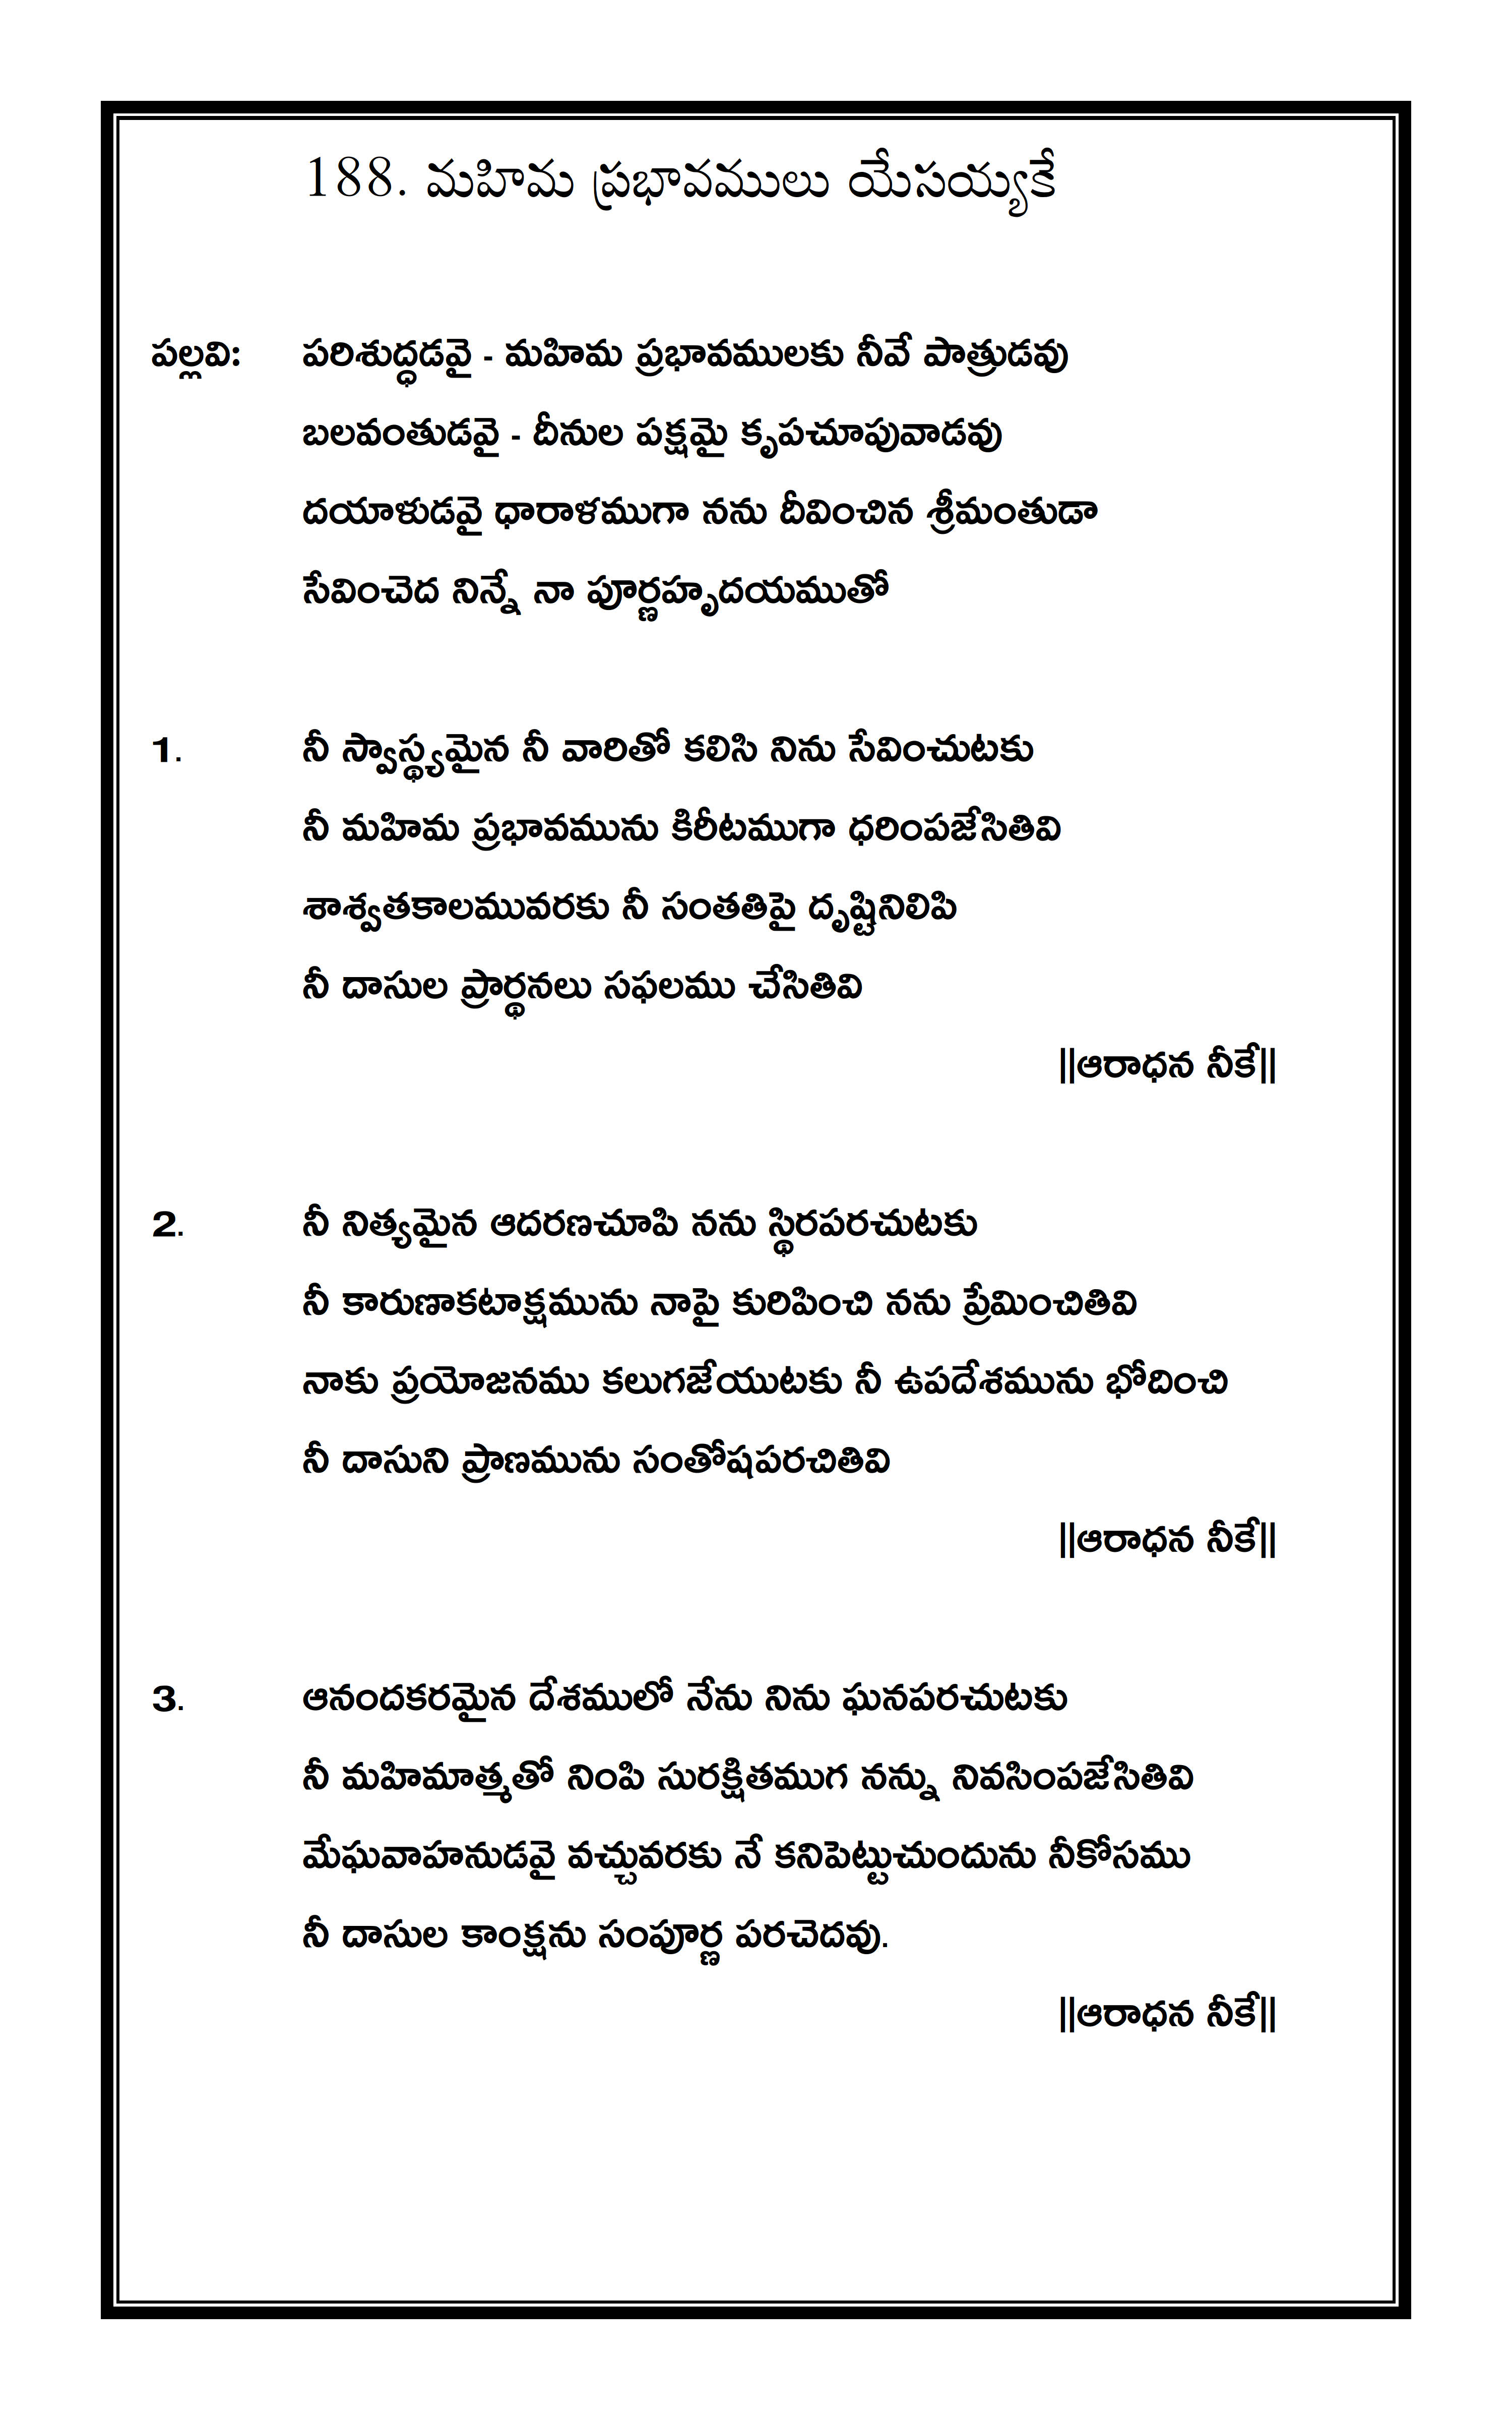 188. మహిమ ప్రభావములు యేసయ్యకే
పల్లవి: పరిశుద్ధడవై - మహిమ ప్రభావములకు నీవే పాత్రుడవు
బలవంతుడవై - దీనుల పక్షమై కృపచూపువాడవు
దయాళుడవై ధారాళముగా నను దీవించిన శ్రీమంతుడా
సేవించెద నిన్నే నా పూర్ణహృదయముతో
1. నీ స్వాస్థ్యమైన నీ వారితో కలిసి నిను సేవించుటకు
నీ మహిమ ప్రభావమును కిరీటముగా ధరింపజేసితివి
శాశ్వతకాలమువరకు నీ సంతతిపై దృష్టినిలిపి
నీ దాసుల ప్రార్థనలు సఫలము చేసితివి
||ఆరాధన నీకే||
2. నీ నిత్యమైన ఆదరణచూపి నను స్థిరపరచుటకు
నీ కారుణాకటాక్షమును నాపై కురిపించి నను ప్రేమించితివి
నాకు ప్రయోజనము కలుగజేయుటకు నీ ఉపదేశమును భోదించి
నీ దాసుని ప్రాణమును సంతోషపరచితివి
||ఆరాధన నీకే||
3. ఆనందకరమైన దేశములో నేను నిను ఘనపరచుటకు
నీ మహిమాత్మతో నింపి సురక్షితముగ నన్ను నివసింపజేసితివి
మేఘవాహనుడవై వచ్చువరకు నే కనిపెట్టుచుందును నీకోసము
నీ దాసుల కాంక్షను సంపూర్ణ పరచెదవు.
||ఆరాధన నీకే||